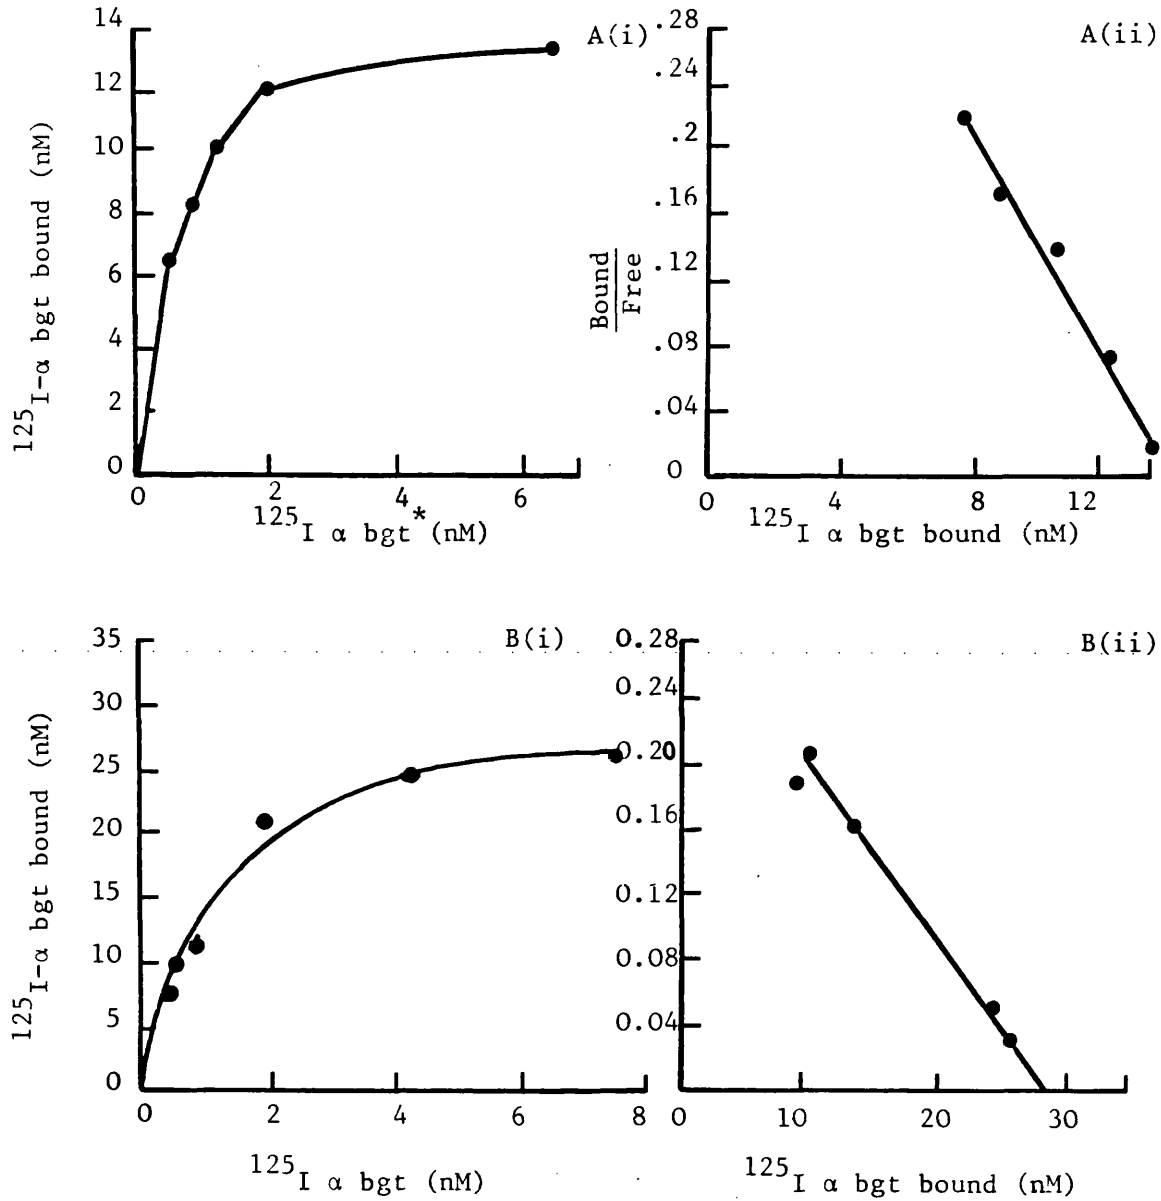 A(i)
14
12
10
8
6
4
2
0
0 2 4 6
125I-α bgt bound (nM)
125I α bgt* (nM)
A(ii)
.28
.24
.2
.16
.12
.08
.04
0
0 4 8 12
Bound
Free
125I α bgt bound (nM)
B(i)
35
30
25
20
15
10
5
0
0 2 4 6 8
125I-α bgt bound (nM)
125I α bgt (nM)
B(ii)
0.28
0.24
0.20
0.16
0.12
0.08
0.04
0 10 20 30
125I α bgt bound (nM)